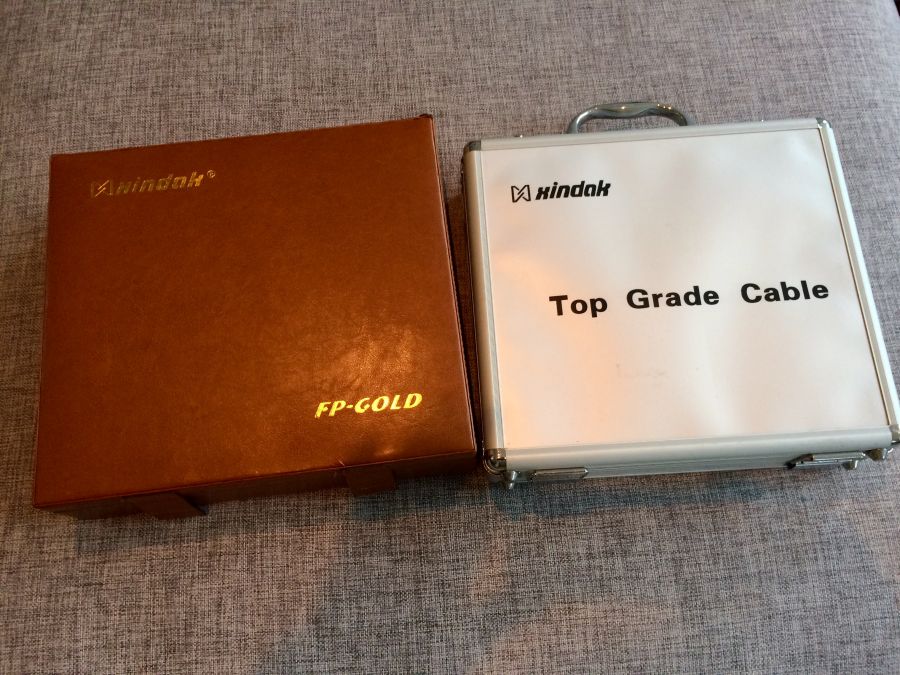 xindak®
FP-GOLD
xindak
Top Grade Cable